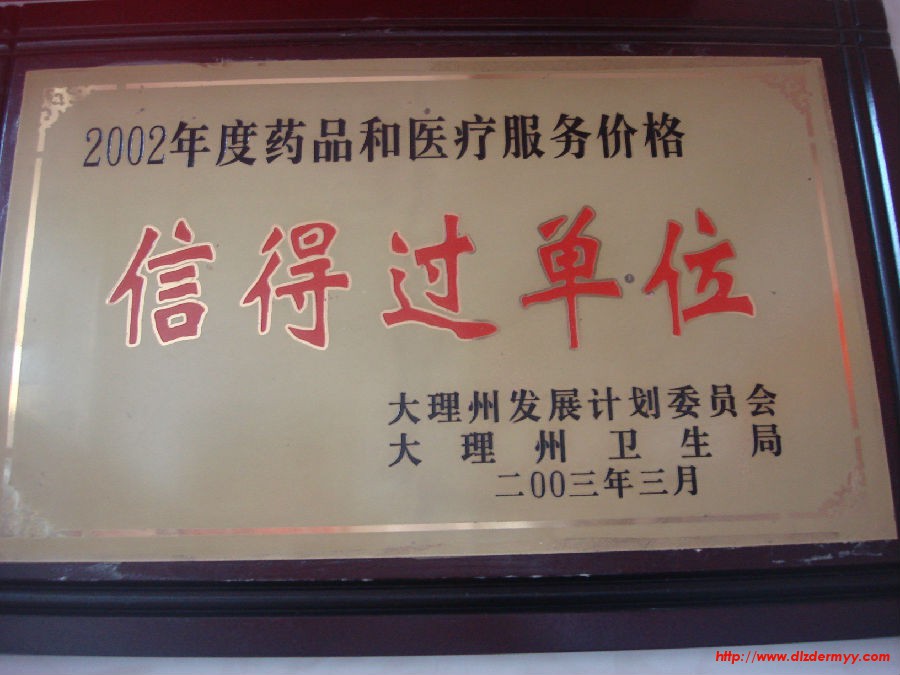 2002年度药品和医疗服务价格
信得过单位
大理州发展计划委员会
大理州卫生局
二00三年三月
http://www.dlzdermyy.com